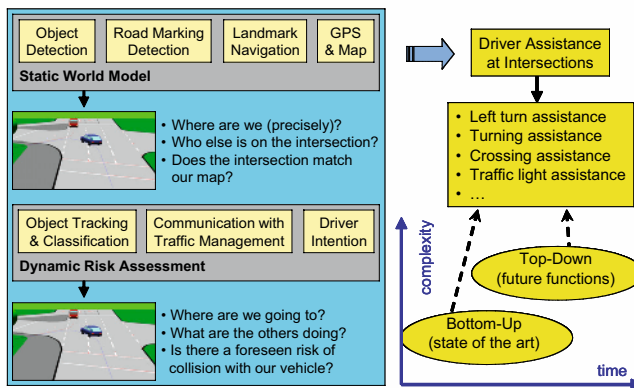 Object
Detection
Road Marking
Detection
Landmark
Navigation
GPS
& Map
Static World Model
• Where are we (precisely)?
• Who else is on the intersection?
• Does the intersection match
our map?
Object Tracking
& Classification
Communication with
Traffic Management
Driver
Intention
Dynamic Risk Assessment
• Where are we going to?
• What are the others doing?
• Is there a foreseen risk of
collision with our vehicle?
Driver Assistance
at Intersections
• Left turn assistance
• Turning assistance
• Crossing assistance
• Traffic light assistance
• ...
complexity
Top-Down
(future functions)
Bottom-Up
(state of the art)
time